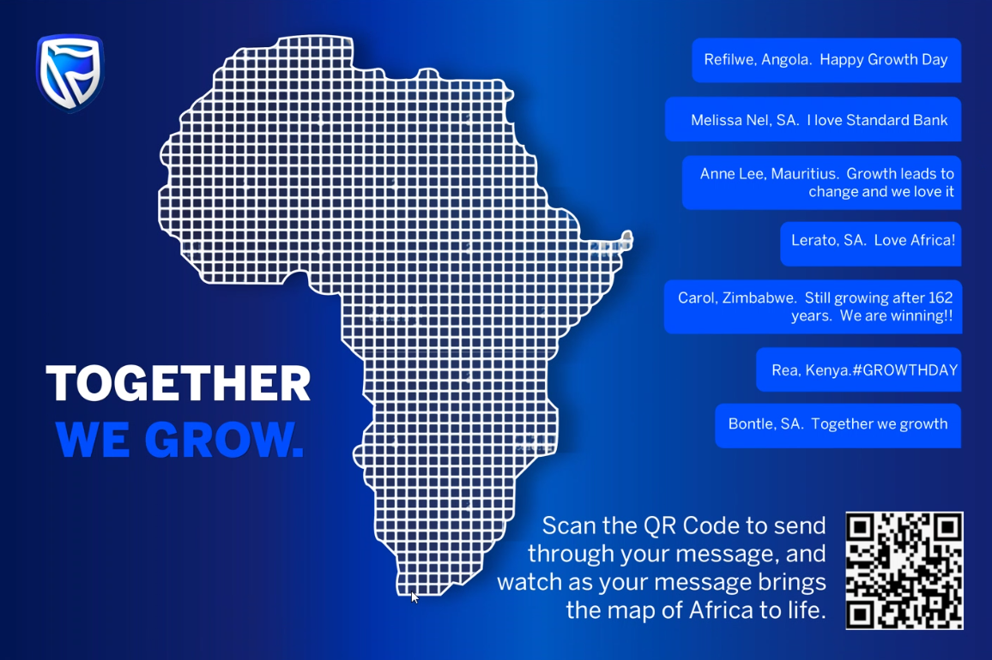 Refilwe, Angola.  Happy Growth Day
Melissa Nel, SA.  I love Standard Bank
Anne Lee, Mauritius.  Growth leads to
change and we love it
Lerato, SA.  Love Africa!
Carol, Zimbabwe.  Still growing after 162
years.  We are winning!!
Rea, Kenya.#GROWTHDAY
Bontle, SA.  Together we growth
TOGETHER
WE GROW.
Scan the QR Code to send
through your message, and
watch as your message brings
the map of Africa to life.